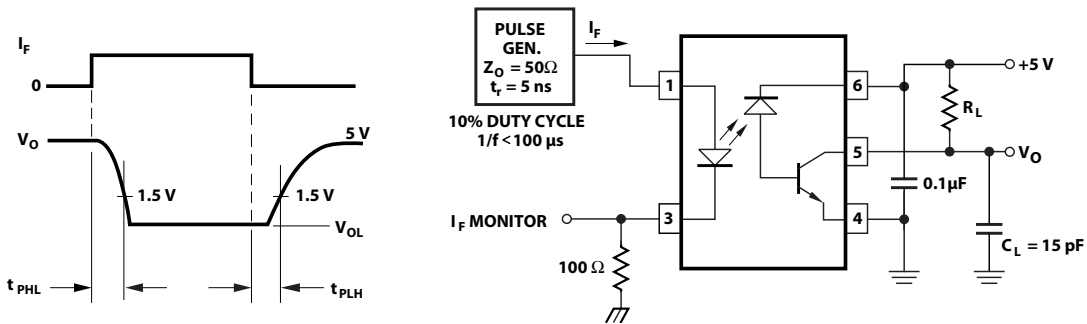 I_F
0
V_O
5 V
1.5 V
1.5 V
V_OL
t_PHL
t_PLH
PULSE
GEN.
Z_O = 50Ω
t_r = 5 ns
I_F
10% DUTY CYCLE
1/f < 100 µs
1
3
6
5
4
+5 V
R_L
V_O
0.1µF
C_L = 15 pF
I_F MONITOR
100 Ω